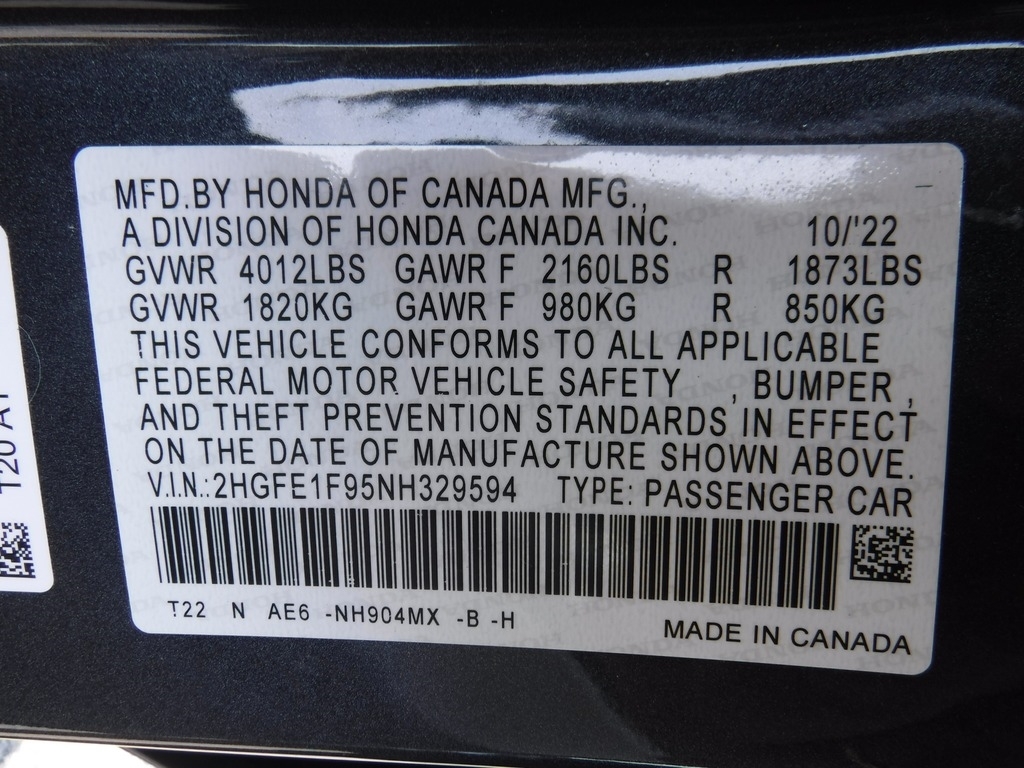 MFD.BY HONDA OF CANADA MFG.,
A DIVISION OF HONDA CANADA INC. 10/'22
GVWR 4012LBS GAWR F 2160LBS R 1873LBS
GVWR 1820KG GAWR F 980KG R 850KG
THIS VEHICLE CONFORMS TO ALL APPLICABLE
FEDERAL MOTOR VEHICLE SAFETY , BUMPER ,
AND THEFT PREVENTION STANDARDS IN EFFECT
ON THE DATE OF MANUFACTURE SHOWN ABOVE.
V.I.N.: 2HGFE1F95NH329594 TYPE: PASSENGER CAR
T22 N AE6 -NH904MX -B -H
MADE IN CANADA